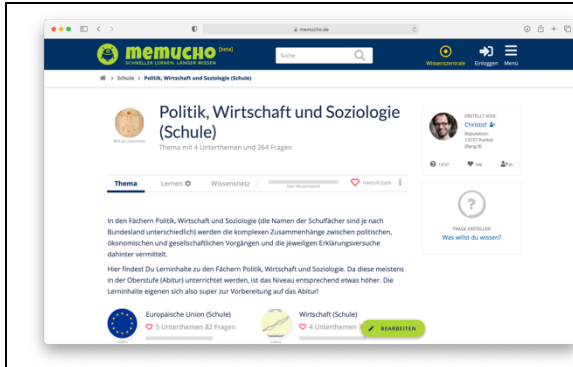 memucho.de
memucho [beta]
SCHNELLER LERNEN, LÄNGER WISSEN
Suche
Wissenszentrale
Einloggen
Menü
Schule > Politik, Wirtschaft und Soziologie (Schule)
Politik, Wirtschaft und Soziologie
(Schule)
Thema mit 4 Unterthemen und 264 Fragen
ERSTELLT VON:
Christof
Reputation:
(Rang 8)
Thema
Lernen
Wissensnetz
Dein Wissensstand
HINZUFÜGEN
FRAGE ERSTELLEN
Was willst du wissen?
In den Fächern Politik, Wirtschaft und Soziologie (die Namen der Schulfächer sind je nach
Bundesland unterschiedlich) werden die komplexen Zusammenhänge zwischen politischen,
ökonomischen und gesellschaftlichen Vorgängen und die jeweiligen Erklärungsversuche
dahinter vermittelt.
Hier findest Du Lerninhalte zu den Fächern Politik, Wirtschaft und Soziologie. Da diese meistens
in der Oberstufe (Abitur) unterrichtet werden, ist das Niveau entsprechend etwas höher. Die
Lerninhalte eignen sich also super zur Vorbereitung auf das Abitur!
Europäische Union (Schule)
5 Unterthemen 82 Fragen
Wirtschaft (Schule)
4 Unterthemen 7
BEARBEITEN